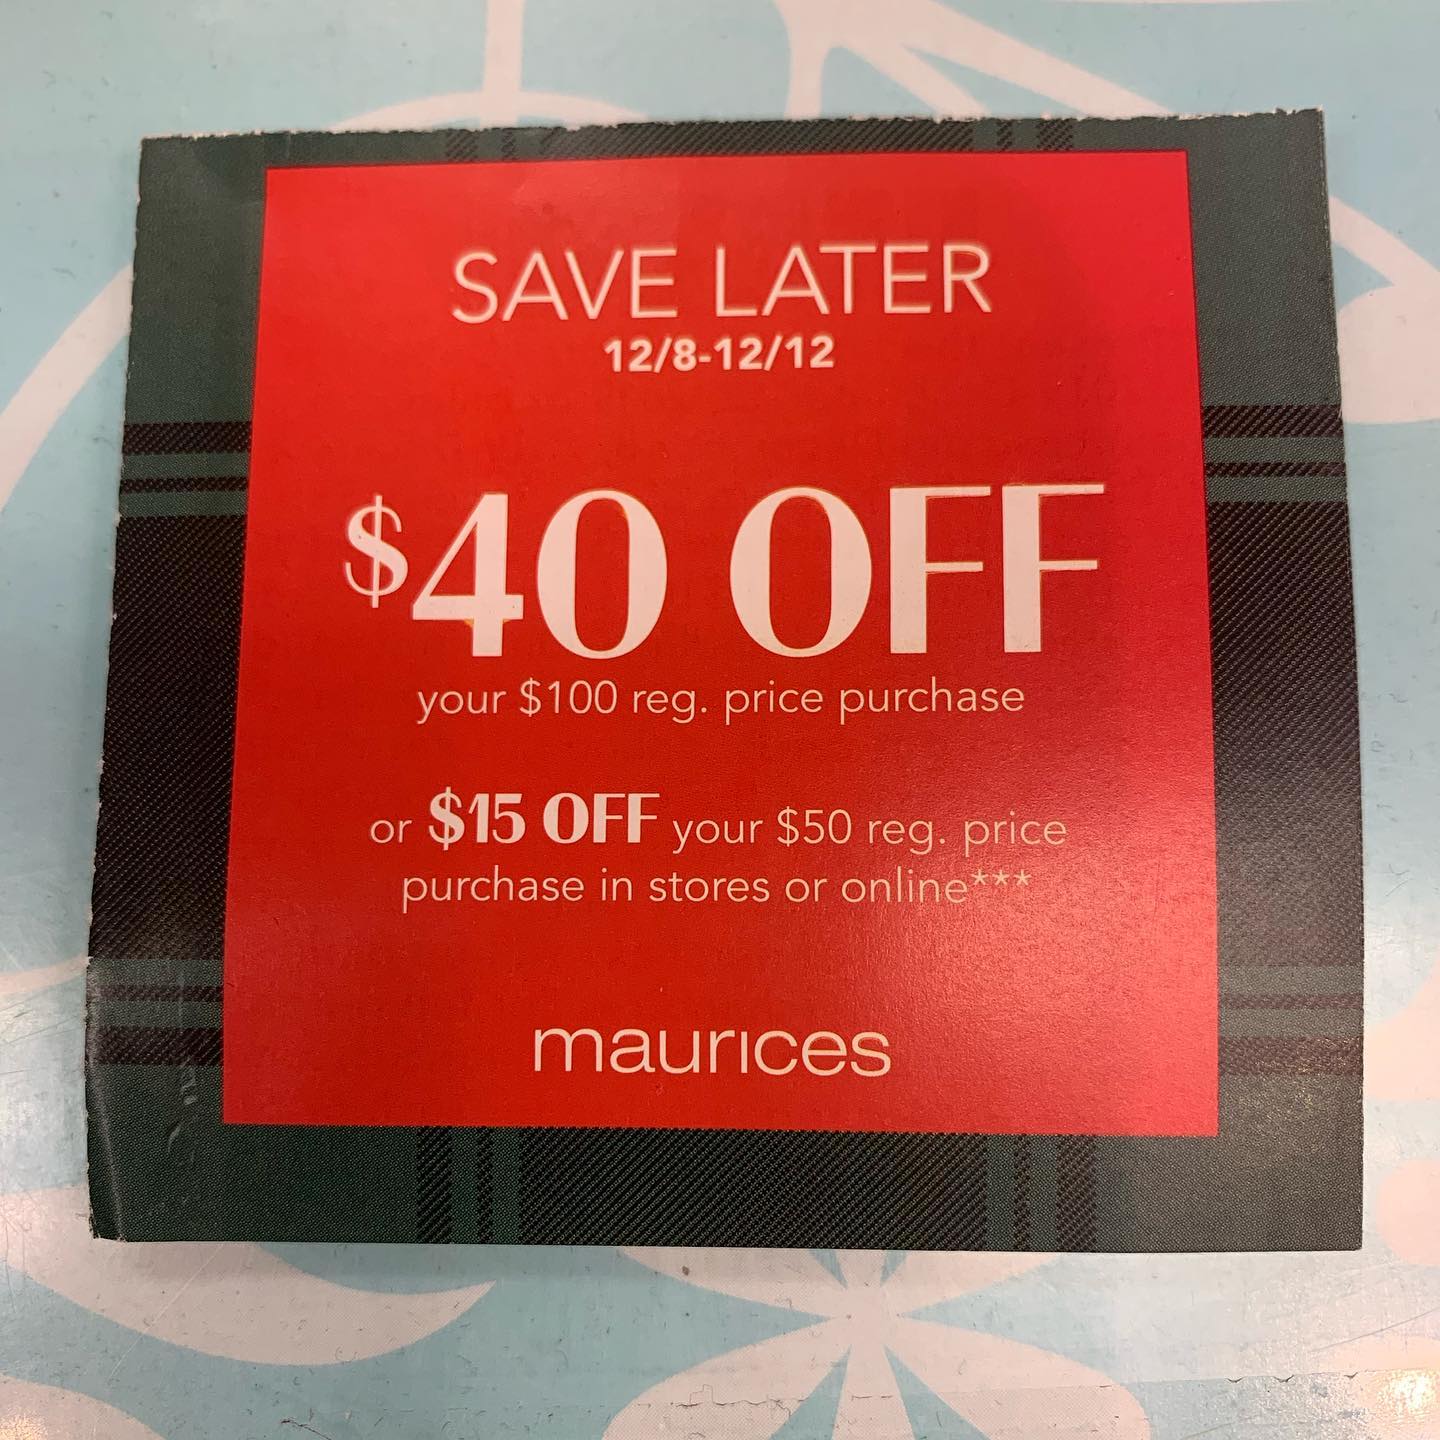 SAVE LATER
12/8-12/12
$40 OFF
your $100 reg. price purchase
or $15 OFF your $50 reg. price
purchase in stores or online***
maurices